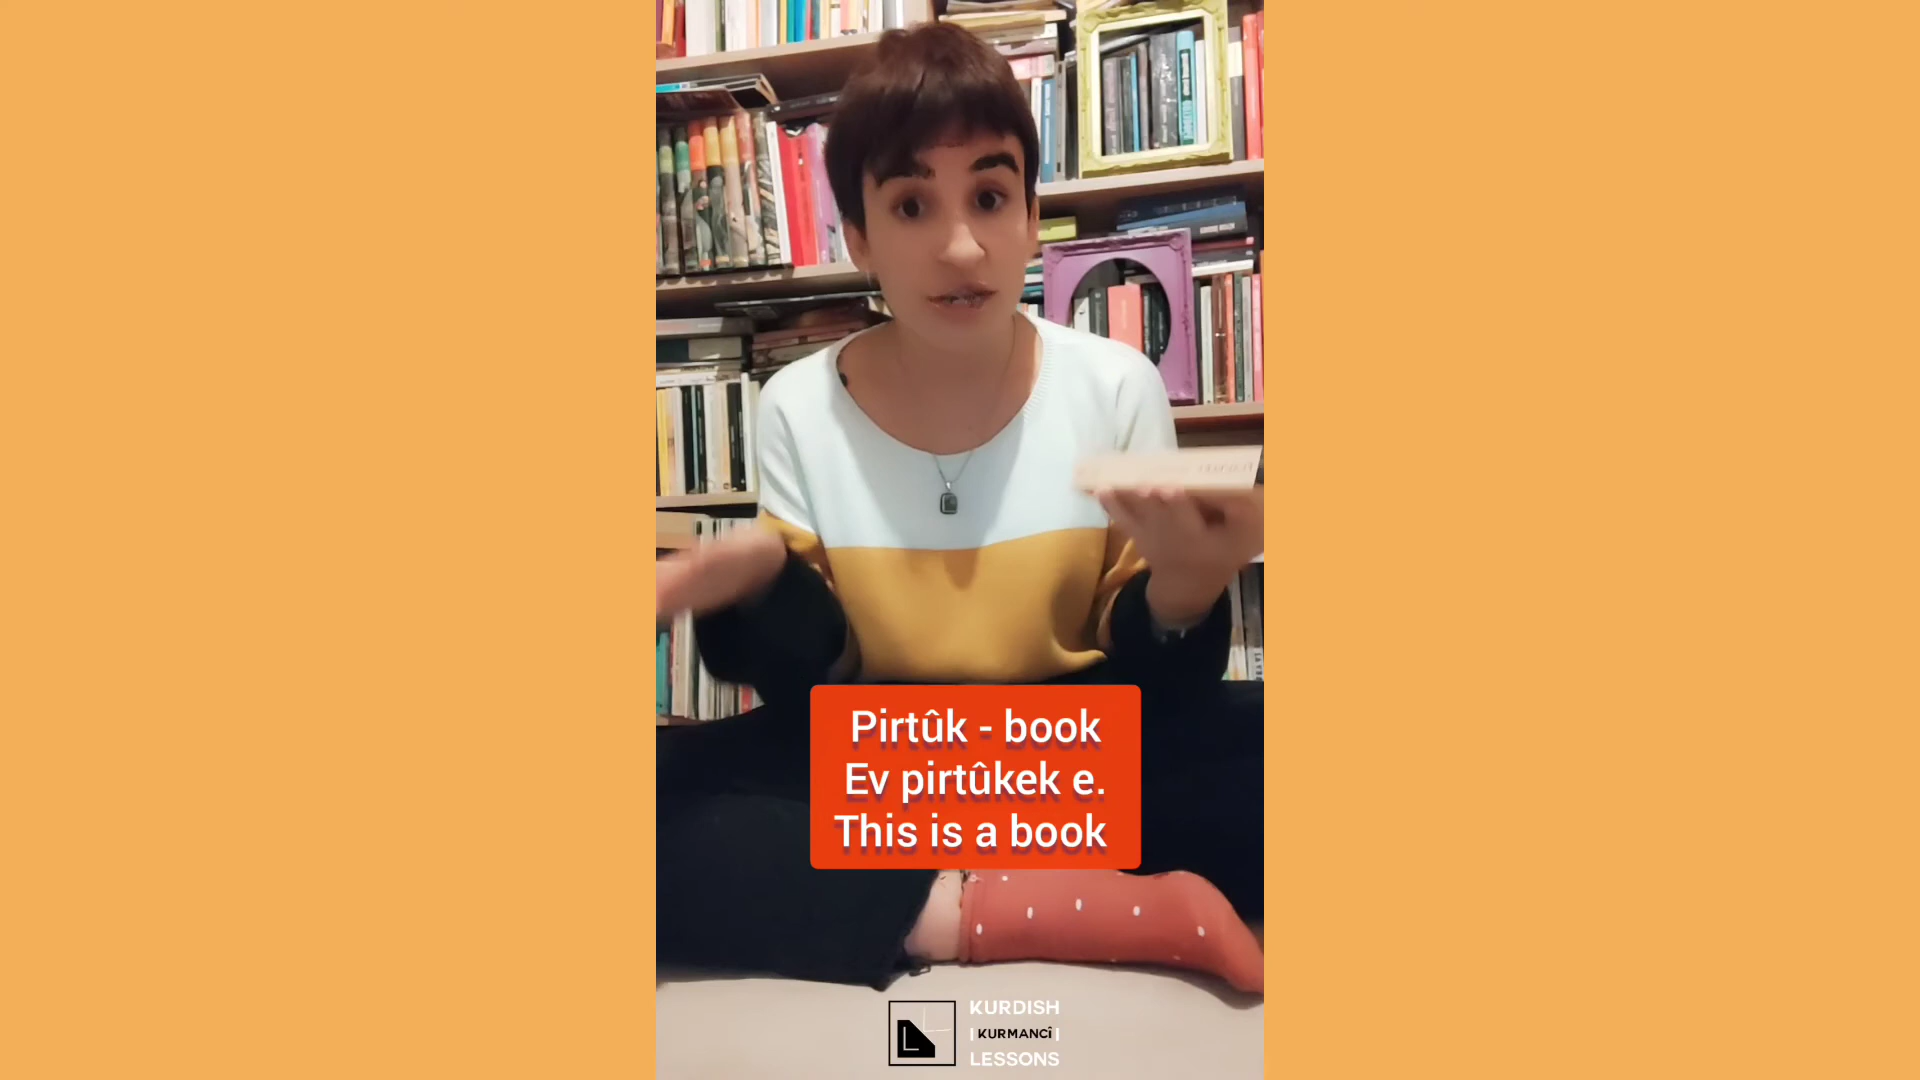 Pirtûk - book
Ev pirtûkek e.
This is a book
KURDISH
| KURMANCÎ |
LESSONS